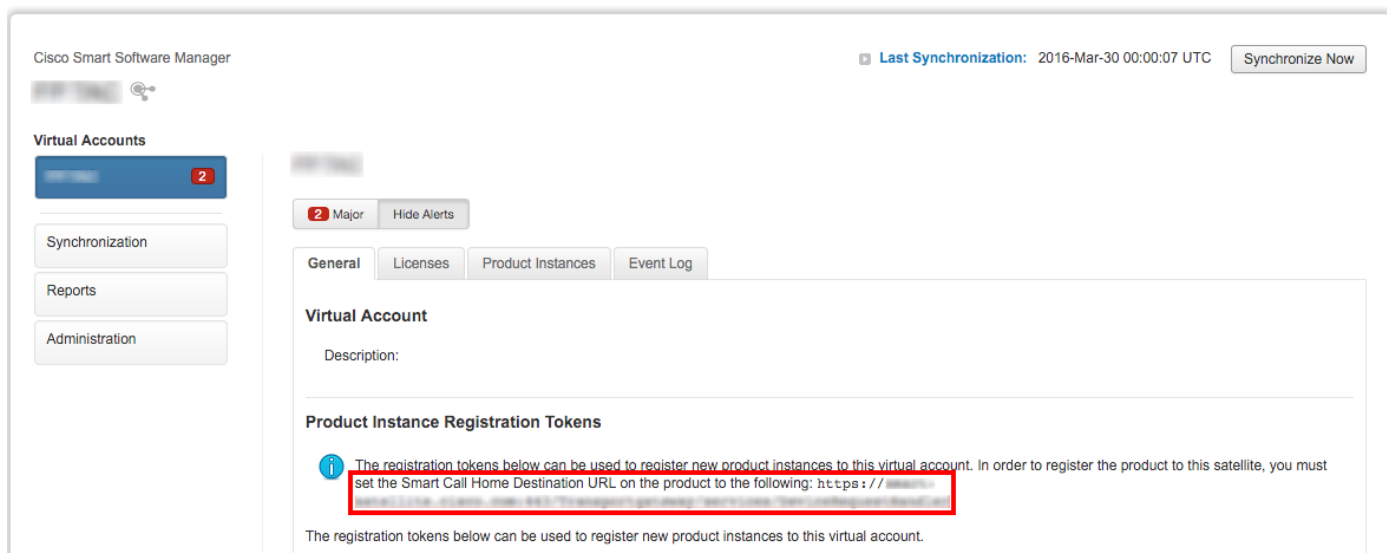 Cisco Smart Software Manager
Last Synchronization: 2016-Mar-30 00:00:07 UTC
Synchronize Now
Virtual Accounts
2
Synchronization
Reports
Administration
2 Major
Hide Alerts
General
Licenses
Product Instances
Event Log
Virtual Account
Description:
Product Instance Registration Tokens
The registration tokens below can be used to register new product instances to this virtual account. In order to register the product to this satellite, you must
set the Smart Call Home Destination URL on the product to the following: https://
The registration tokens below can be used to register new product instances to this virtual account.